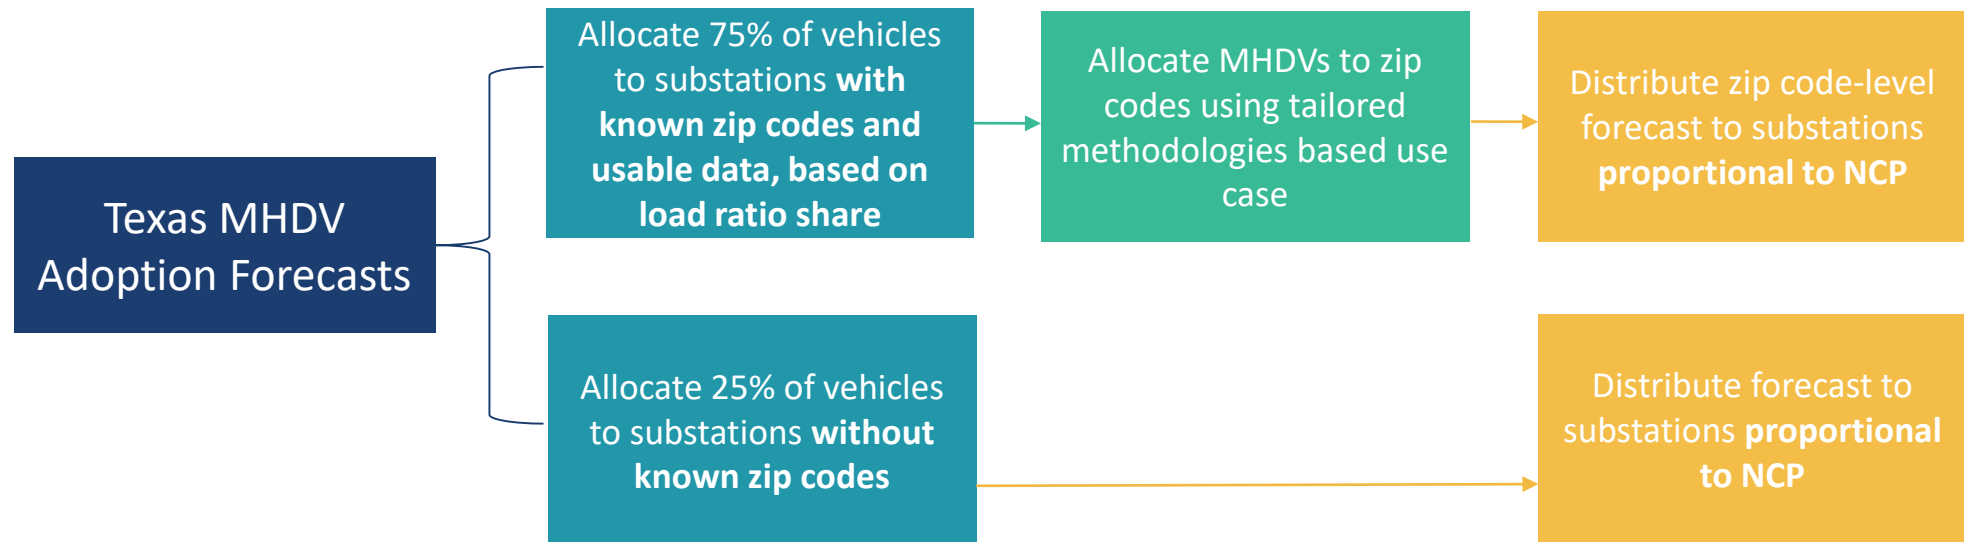 Texas MHDV
Adoption Forecasts
Allocate 75% of vehicles
to substations with
known zip codes and
usable data, based on
load ratio share
Allocate MHDVs to zip
codes using tailored
methodologies based use
case
Distribute zip code-level
forecast to substations
proportional to NCP
Allocate 25% of vehicles
to substations without
known zip codes
Distribute forecast to
substations proportional
to NCP